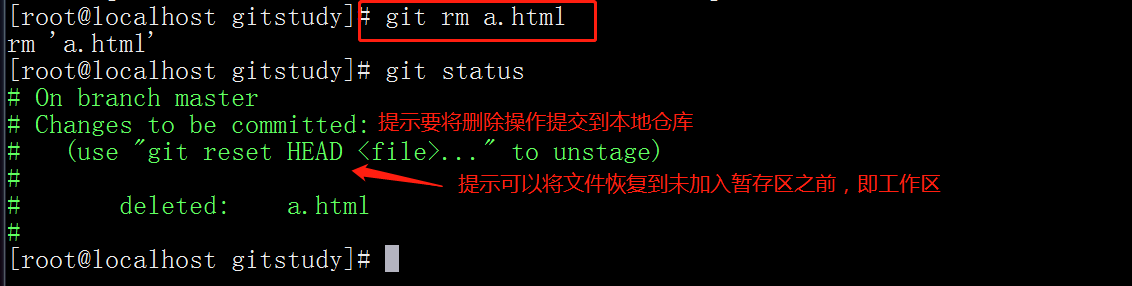 [root@localhost gitstudy]# git rm a.html
rm 'a.html'
[root@localhost gitstudy]# git status
# On branch master
# Changes to be committed: 提示要将删除操作提交到本地仓库
#   (use "git reset HEAD <file>..." to unstage)
# 提示可以将文件恢复到未加入暂存区之前，即工作区
#       deleted:    a.html
#
[root@localhost gitstudy]#